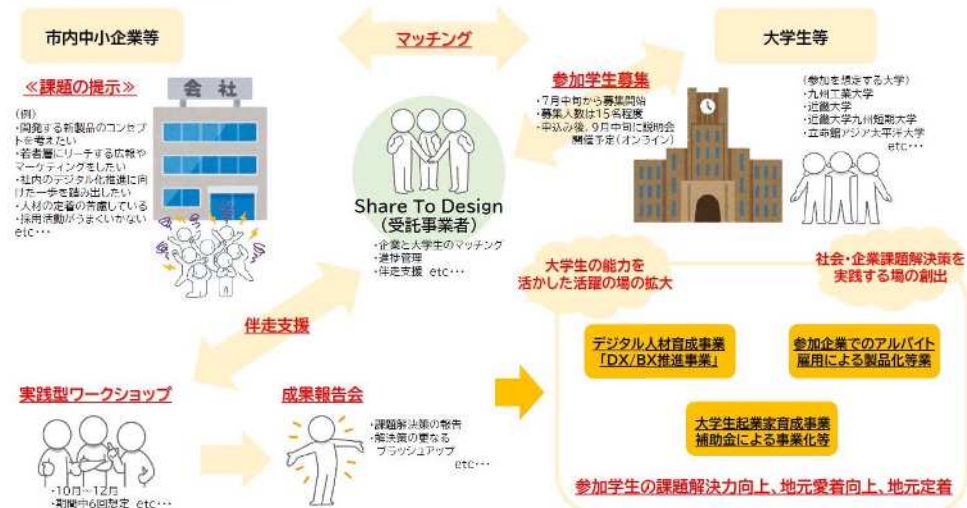 市内中小企業等
マッチング
大学生等
≪課題の提示≫
会社
(例)
・開発する新製品のコンセプ
トを考えたい
・若者層にリーチする広報や
マーケティングをしたい
・社内のデジタル化推進に向
けた一歩を踏み出したい
・人材の定着の苦慮している
・採用活動がうまくいかない
etc…
Share To Design
(受託事業者)
・企業と大学生のマッチング
・進捗管理
・伴走支援 etc…
参加学生募集
・7月中旬から募集開始
・募集人数は15名程度
・申込み後、9月中旬に説明会
開催予定(オンライン)
(参加を想定する大学)
・九州工業大学
・近畿大学
・近畿大学九州短期大学
・立命館アジア太平洋大学
etc…
伴走支援
実践型ワークショップ
・10月~12月
・期間中6回想定 etc…
成果報告会
・課題解決策の報告
・解決策の更なる
ブラッシュアップ
etc…
大学生の能力を
活かした活躍の場の拡大
社会・企業課題解決策を
実践する場の創出
デジタル人材育成事業
「DX/BX推進事業」
参加企業でのアルバイト
雇用による製品化等業
大学生起業家育成事業
補助金による事業化等
参加学生の課題解決力向上、地元愛着向上、地元定着